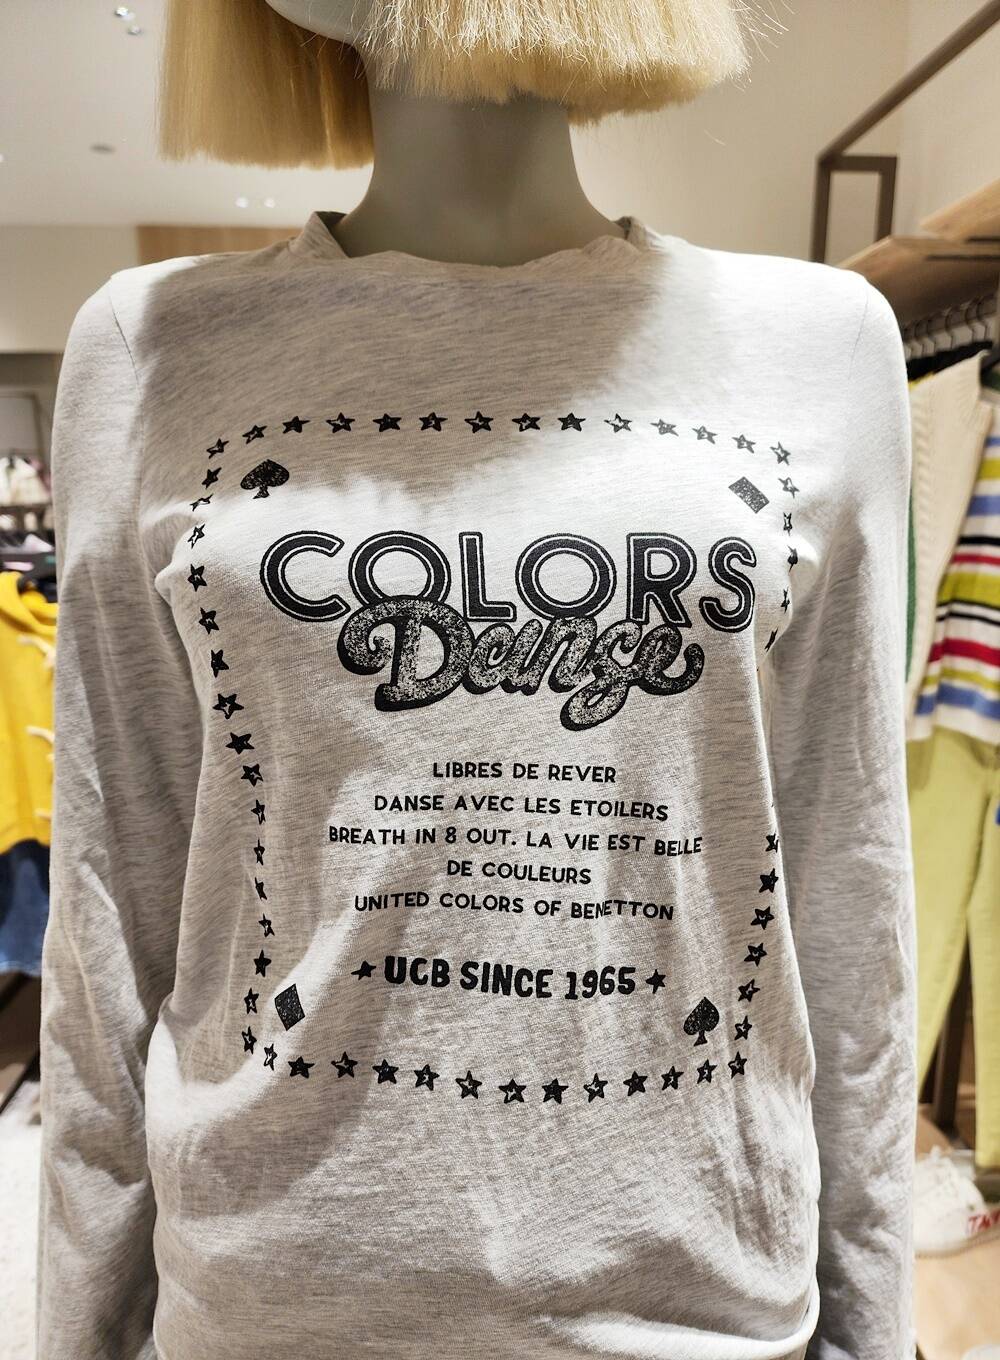 COLORS
Danse
LIBRES DE REVER
DANSE AVEC LES ETOILERS
BREATH IN 8 OUT. LA VIE EST BELLE
DE COULEURS
UNITED COLORS OF BENETTON
UCB SINCE 1965